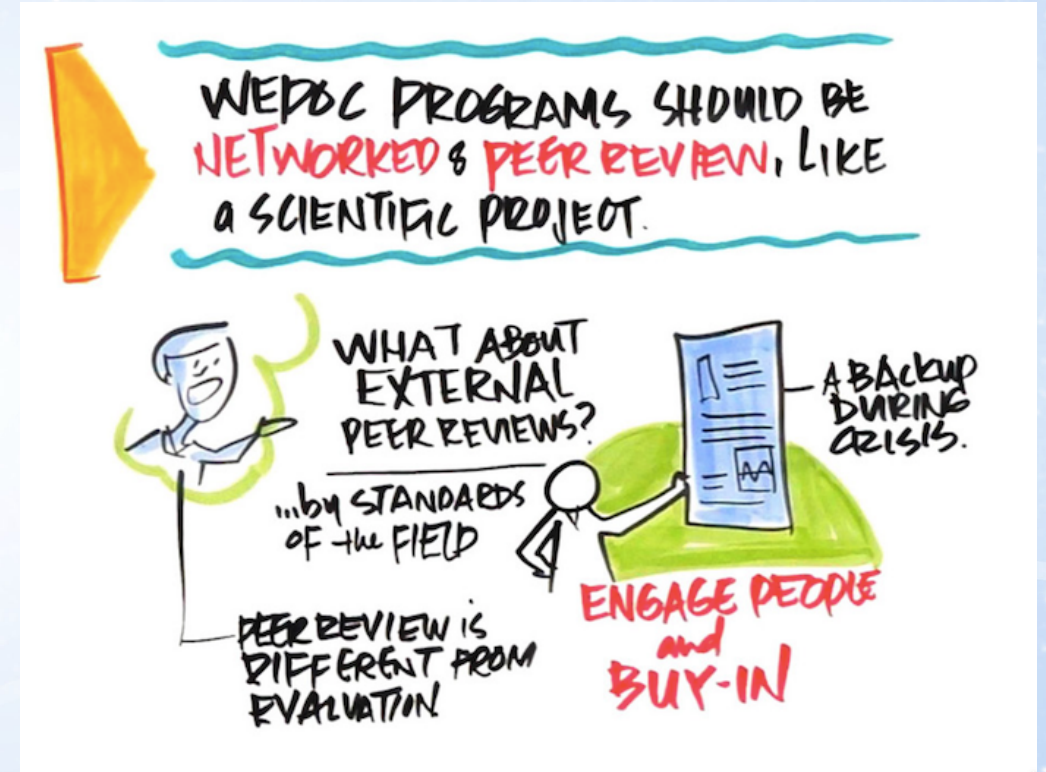 WEPOC PROGRAMS SHOULD BE
NETWORKED & PEER REVIEW, LIKE
a SCIENTIFIC PROJECT.
WHAT ABOUT
EXTERNAL
PEER REVIEWS?
...by STANDARDS
OF the FIELD
PEER REVIEW is
DIFFERENT FROM
EVALUATION
A BACKUP
DURING
CRISIS.
ENGAGE PEOPLE
and
BUY-IN